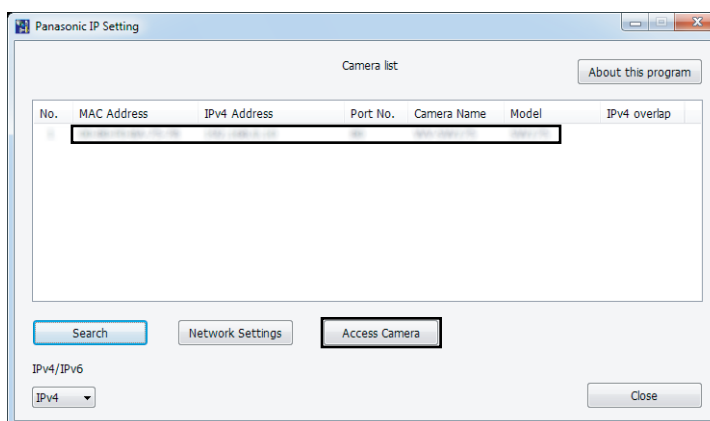 Panasonic IP Setting
Camera list
About this program
No. MAC Address IPv4 Address Port No. Camera Name Model IPv4 overlap
Search Network Settings Access Camera
IPv4/IPv6
IPv4 Close